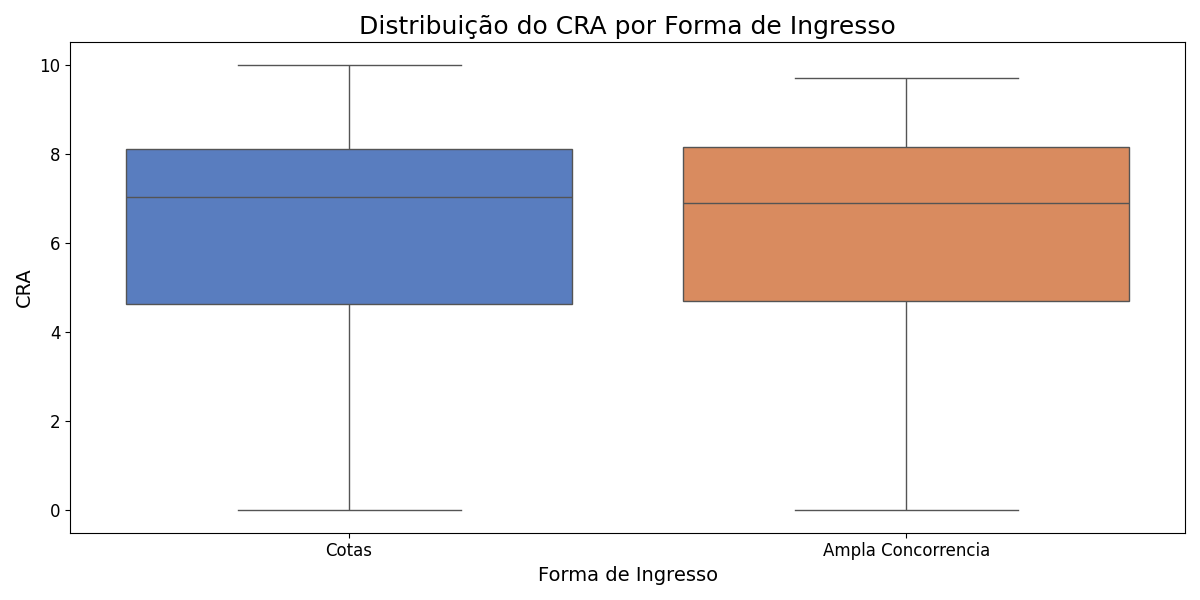 Distribuição do CRA por Forma de Ingresso
CRA
10
8
6
4
2
0
Cotas
Ampla Concorrencia
Forma de Ingresso